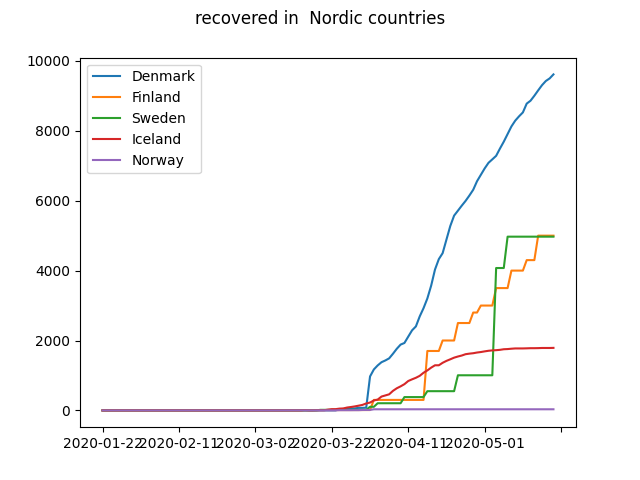 recovered in  Nordic countries
10000
8000
6000
4000
2000
0
Denmark
Finland
Sweden
Iceland
Norway
2020-01-22 2020-02-11 2020-03-02 2020-03-22 2020-04-11 2020-05-01